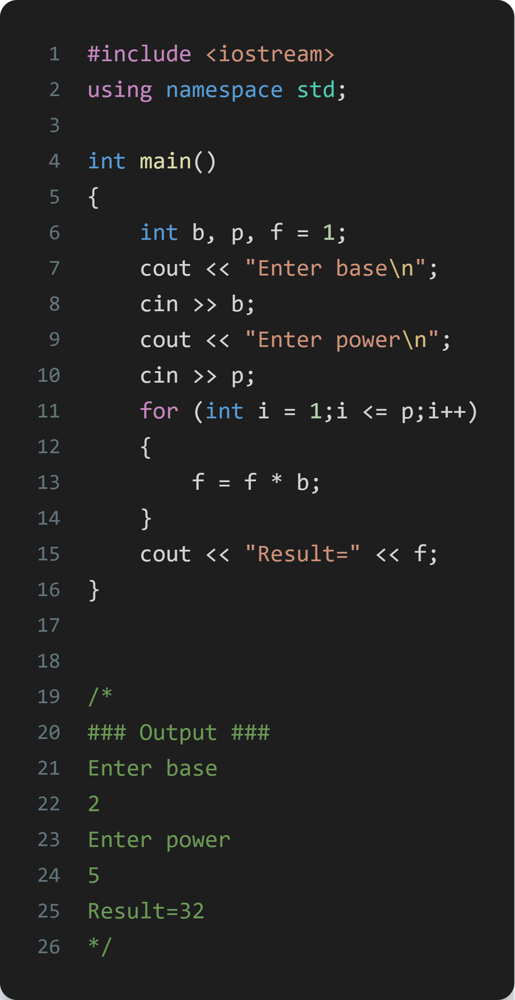 1 #include <iostream>
2 using namespace std;
3
4 int main()
5 {
6     int b, p, f = 1;
7     cout << "Enter base\n";
8     cin >> b;
9     cout << "Enter power\n";
10     cin >> p;
11     for (int i = 1;i <= p;i++)
12     {
13         f = f * b;
14     }
15     cout << "Result=" << f;
16 }
17
18
19 /*
20 ### Output ###
21 Enter base
22 2
23 Enter power
24 5
25 Result=32
26 */